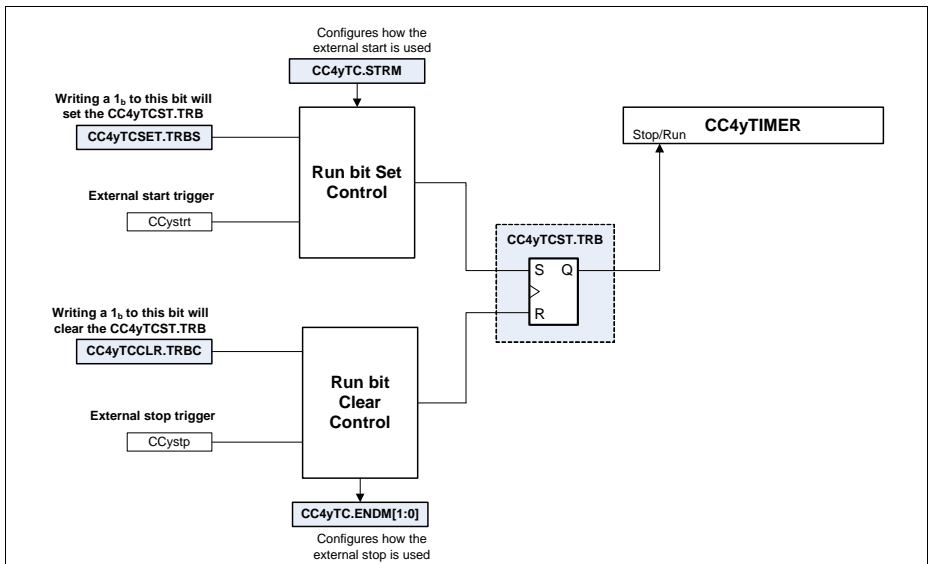 Configures how the
external start is used
CC4yTC.STRM
Writing a 1b to this bit will
set the CC4yTCST.TRB
CC4yTCSET.TRBS
External start trigger
CCystrt
Run bit Set
Control
CC4yTIMER
Stop/Run
CC4yTCST.TRB
S Q
R
Writing a 1b to this bit will
clear the CC4yTCST.TRB
CC4yTCCLR.TRBC
External stop trigger
CCystp
Run bit
Clear
Control
CC4yTC.ENDM[1:0]
Configures how the
external stop is used